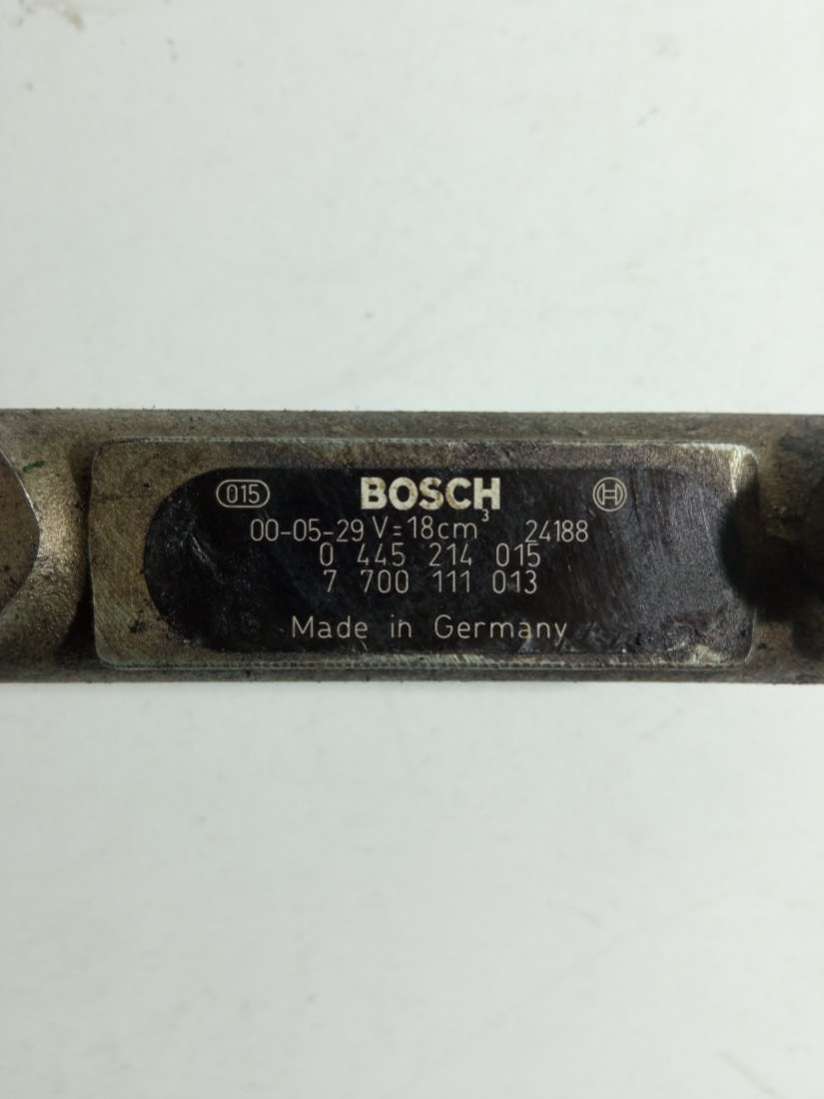 015 BOSCH H
00-05-29 V=18cm³ 24188
0 445 214 015
7 700 111 013
Made in Germany